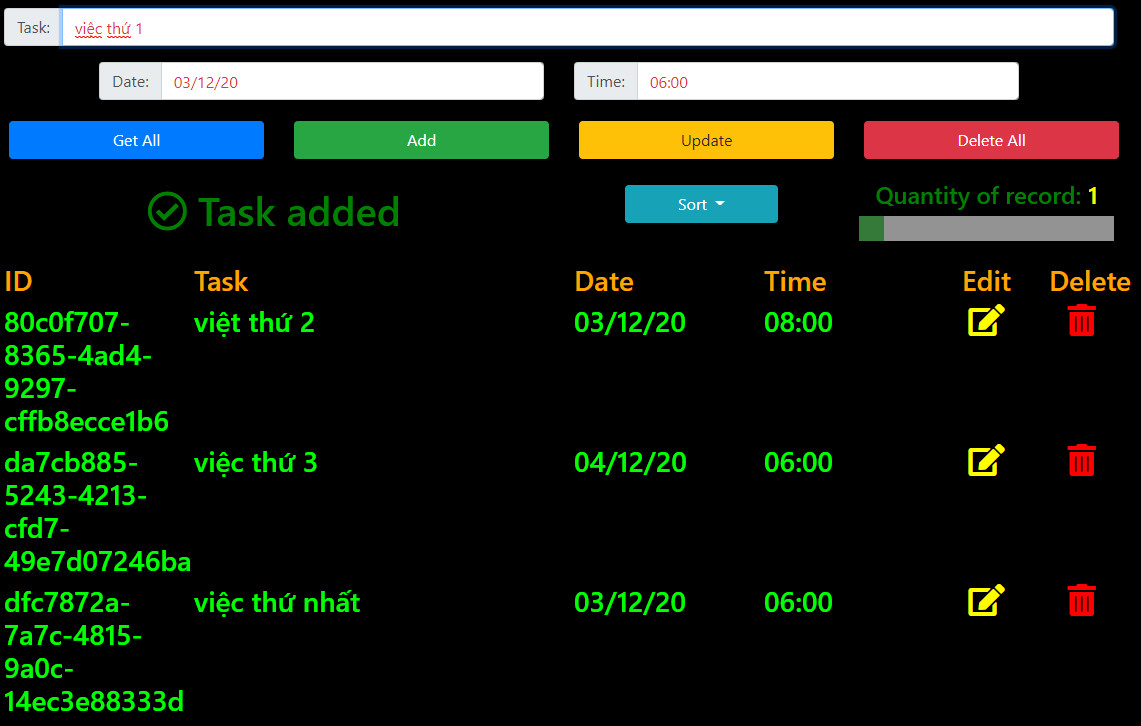 Task: việc thứ 1
Date: 03/12/20 Time: 06:00
Get All Add Update Delete All
Task added Sort Quantity of record: 1
ID Task Date Time Edit Delete
80c0f707- việt thứ 2 03/12/20 08:00
8365-4ad4-
9297-
cffb8ecce1b6
da7cb885- việc thứ 3 04/12/20 06:00
5243-4213-
cfd7-
49e7d07246ba
dfc7872a- việc thứ nhất 03/12/20 06:00
7a7c-4815-
9a0c-
14ec3e88333d